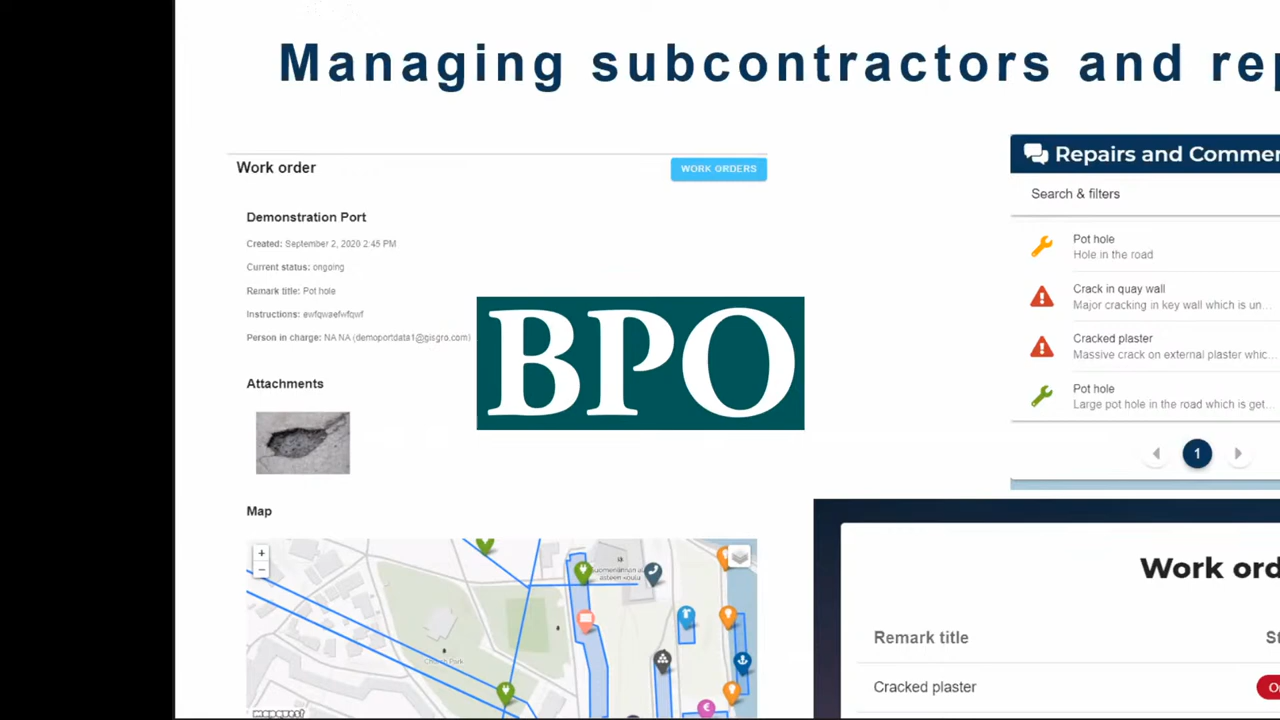 Managing subcontractors and rep
Work order
WORK ORDERS
Demonstration Port
Created: September 2, 2020 2:45 PM
Current status: ongoing
Remark title: Pot hole
Instructions: ewfqwaefwfqwf
Person in charge: NA NA (demoportdata1@gisgro.com)
Attachments
Map
+
−
Church Park
mapquest
BPO
Repairs and Commen
Search & filters
Pot hole
Hole in the road
Crack in quay wall
Major cracking in key wall which is un...
Cracked plaster
Massive crack on external plaster whic...
Pot hole
Large pot hole in the road which is get...
1
Work ord
Remark title
St
Cracked plaster